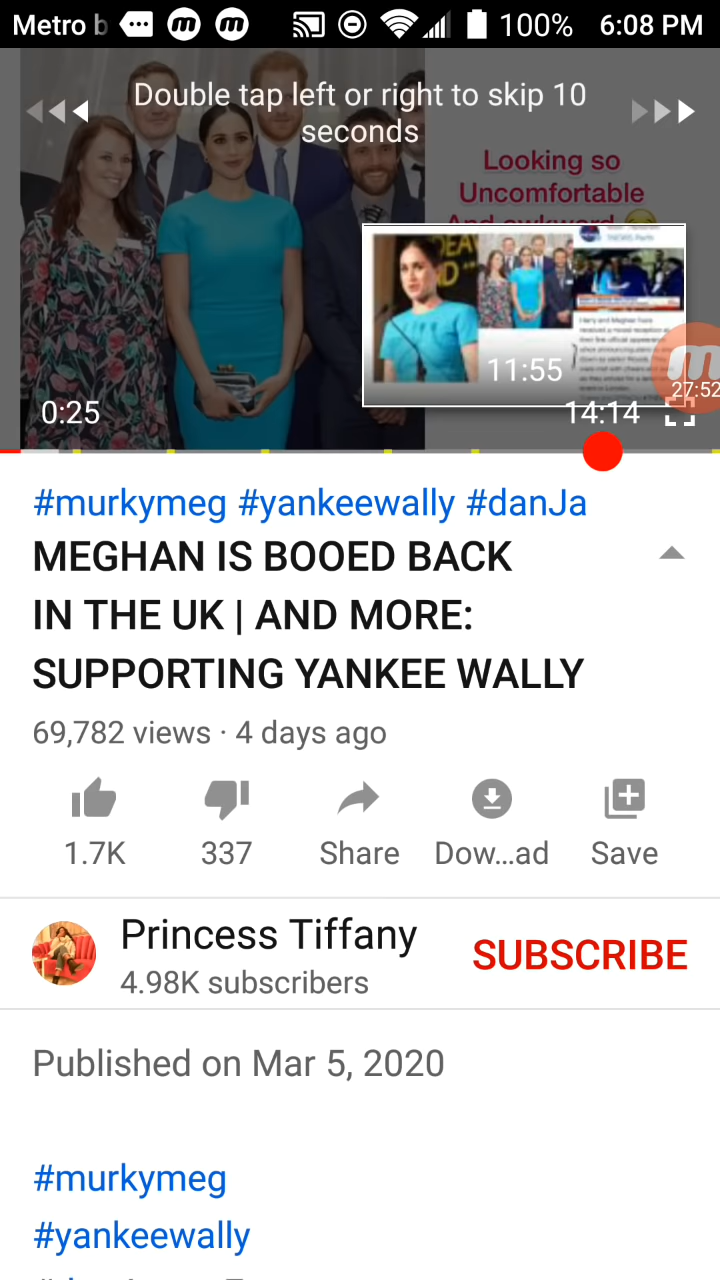 Metro b
100%
6:08 PM
Double tap left or right to skip 10
seconds
Looking so
Uncomfortable
And awkward
11:55
27:52
0:25
14:14
#murkymeg #yankeewally #danJa
MEGHAN IS BOOED BACK
IN THE UK | AND MORE:
SUPPORTING YANKEE WALLY
69,782 views · 4 days ago
1.7K
337
Share
Dow...ad
Save
Princess Tiffany
4.98K subscribers
SUBSCRIBE
Published on Mar 5, 2020
#murkymeg
#yankeewally